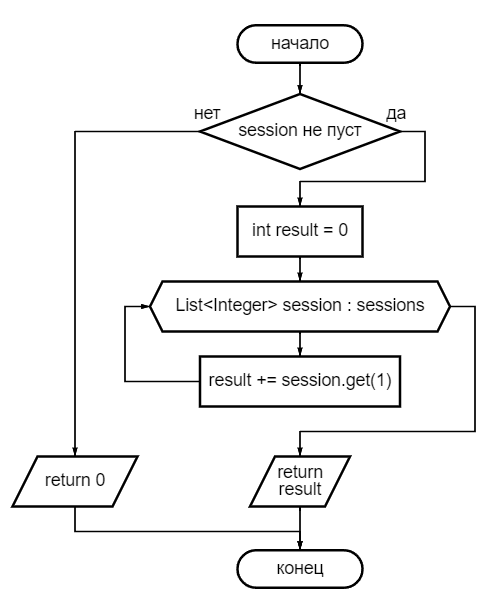 начало
нет
да
session не пуст
int result = 0
List<Integer> session : sessions
result += session.get(1)
return 0
return
result
конец